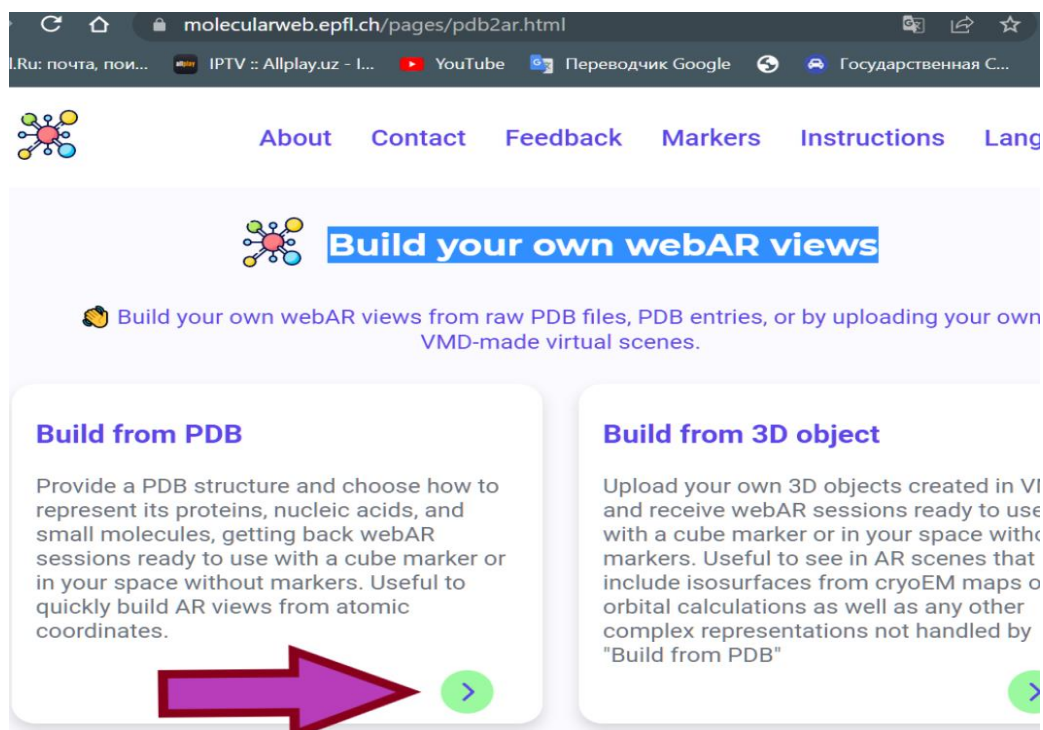 molecularweb.epfl.ch/pages/pdb2ar.html
l.Ru: почта, пои... IPTV :: Allplay.uz - I... YouTube Переводчик Google Государственная С...
About Contact Feedback Markers Instructions Lang
Build your own webAR views
Build your own webAR views from raw PDB files, PDB entries, or by uploading your own
VMD-made virtual scenes.
Build from PDB
Provide a PDB structure and choose how to
represent its proteins, nucleic acids, and
small molecules, getting back webAR
sessions ready to use with a cube marker or
in your space without markers. Useful to
quickly build AR views from atomic
coordinates.
Build from 3D object
Upload your own 3D objects created in VM
and receive webAR sessions ready to use
with a cube marker or in your space witho
markers. Useful to see in AR scenes that
include isosurfaces from cryoEM maps o
orbital calculations as well as any other
complex representations not handled by
"Build from PDB"